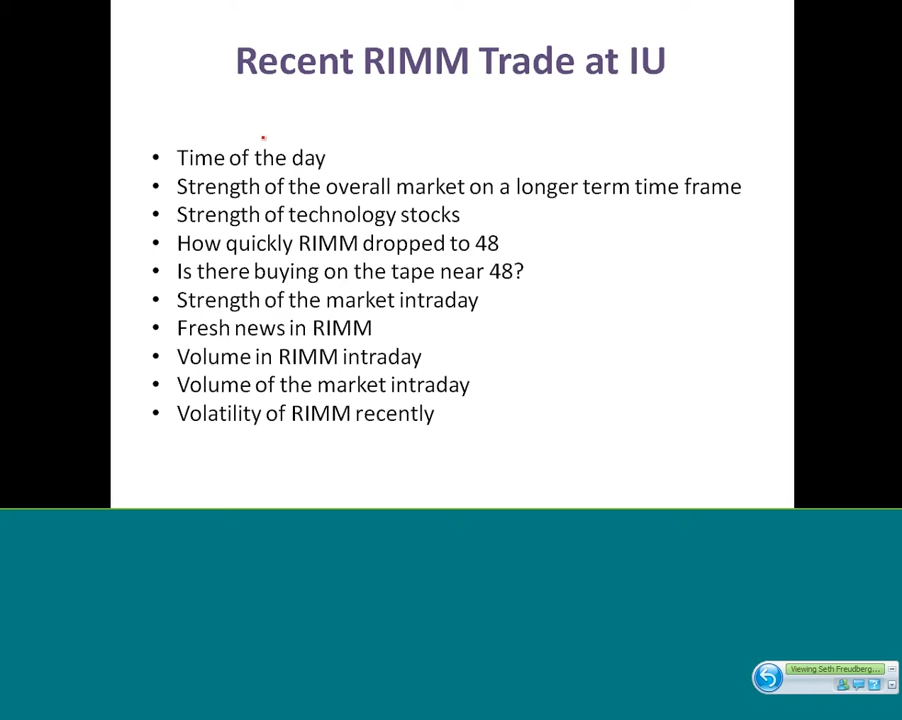 Recent RIMM Trade at IU
• Time of the day
• Strength of the overall market on a longer term time frame
• Strength of technology stocks
• How quickly RIMM dropped to 48
• Is there buying on the tape near 48?
• Strength of the market intraday
• Fresh news in RIMM
• Volume in RIMM intraday
• Volume of the market intraday
• Volatility of RIMM recently
Viewing Seth Freudberg...